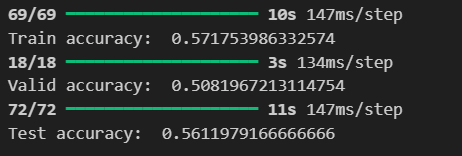 69/69 ━━━━━━━━━━━━━━━━━━━━ 10s 147ms/step
Train accuracy:  0.571753986332574
18/18 ━━━━━━━━━━━━━━━━━━━━ 3s 134ms/step
Valid accuracy:  0.5081967213114754
72/72 ━━━━━━━━━━━━━━━━━━━━ 11s 147ms/step
Test accuracy:  0.5611979166666666